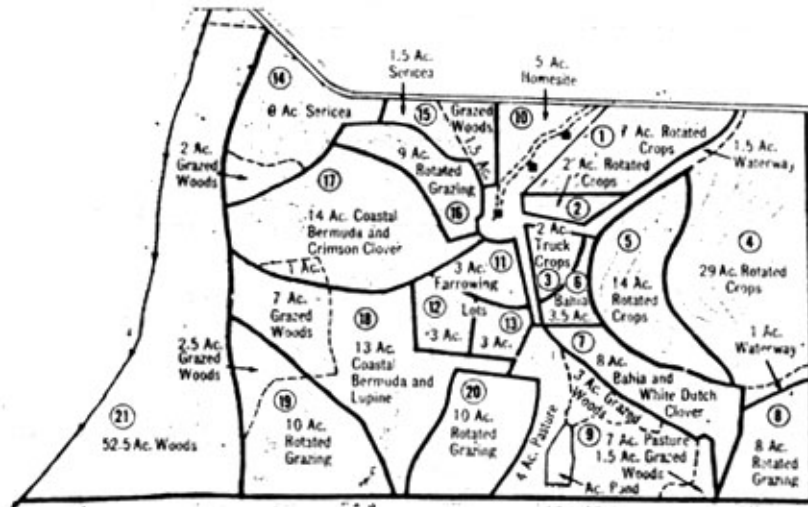 1.5 Ac.
Sericea
5 Ac.
Homesite
14
8 Ac. Sericea
15
Grazed
Woods
1.5 Ac.
10
1
7 Ac. Rotated
Crops
1.5 Ac.
Waterway
2 Ac. Rotated
Crops
2
2 Ac.
Grazed
Woods
17
14 Ac. Coastal
Bermuda and
Crimson Clover
9 Ac.
Rotated
Grazing
16
2 Ac.
Truck
Crops
3
5
14 Ac.
Rotated
Crops
4
29 Ac. Rotated
Crops
11
3 Ac.
Farrowing
Lots
6
Bahia
3.5 Ac.
1 Ac.
7 Ac.
Grazed
Woods
12
3 Ac.
13
3 Ac.
18
13 Ac.
Coastal
Bermuda and
Lupine
7
8 Ac.
Bahia and
White Dutch
Clover
1 Ac.
Waterway
2.5 Ac.
Grazed
Woods
3 Ac. Grazed
Woods
21
52.5 Ac. Woods
19
10 Ac.
Rotated
Grazing
20
10 Ac.
Rotated
Grazing
4 Ac. Pasture
9
7 Ac. Pasture
1.5 Ac. Grazed
Woods
Ac. Pond
8
8 Ac.
Rotated
Grazing